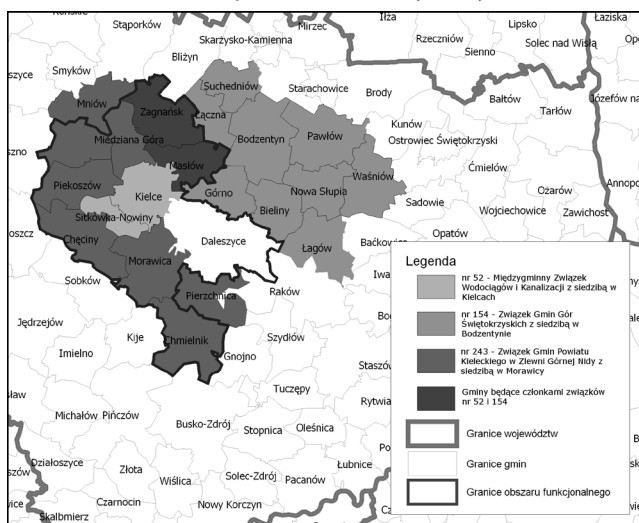 Stąporków
Mirzec
Iłża
Lipsko
Łaziska
Skarżysko-Kamienna
Rzeczniów
Solec nad Wisłą
Sienno
Bliżyn
Smyków
Suchedniów
Starachowice
Brody
Bałtów
Józefów na
Mniów
Zagnańsk
Łączna
Tarłów
Kunów
Miedziana Góra
Bodzentyn
Pawłów
Ostrowiec Świętokrzyski
Masłów
Ćmielów
Waśniów
Annopo
Piekoszów
Kielce
Górno
Nowa Słupia
Ożarów
Sadowie
Bieliny
Wojciechowice
Zawichost
Sitkówka-Nowiny
Opatów
Chęciny
Daleszyce
Łagów
Baćkowice
Morawica
Iwa
Sobków
Pierzchnica
Raków
Jędrzejów
Kije
Chmielnik
Szydłów
Imielno
Gnojno
Staszó
Tuczępy
Rytwia
Michałów
Pińczów
Busko-Zdrój
Stopnica
Oleśnica
Działoszyce
Złota
Łubnice
Wiślica
Solec-Zdrój
Pacanów
Czarnocin
Nowy Korczyn
Skalbmierz
Legenda
nr 52 - Międzygminny Związek
Wodociągów i Kanalizacji z siedzibą w
Kielcach
nr 154 - Związek Gmin Gór
Świętokrzyskich z siedzibą w
Bodzentynie
nr 243 - Związek Gmin Powiatu
Kieleckiego w Zlewni Górnej Nidy z
siedzibą w Morawicy
Gminy będące członkami związków
nr 52 i 154
Granice województw
Granice gmin
Granice obszaru funkcjonalnego